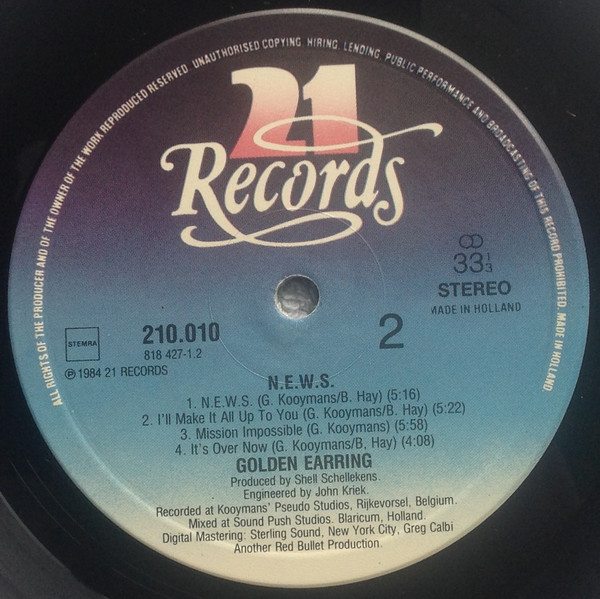 ALL RIGHTS OF THE PRODUCER AND OF THE OWNER OF THE WORK REPRODUCED RESERVED. UNAUTHORISED COPYING, HIRING, LENDING, PUBLIC PERFORMANCE AND BROADCASTING OF THIS RECORD PROHIBITED. MADE IN HOLLAND
21
Records
33 1/3
STEREO
MADE IN HOLLAND
STEMRA
210.010
2
818 427-1.2
℗ 1984 21 RECORDS
N.E.W.S.
1. N.E.W.S. (G. Kooymans/B. Hay) (5:16)
2. I'll Make It All Up To You (G. Kooymans/B. Hay) (5:22)
3. Mission Impossible (G. Kooymans/B. Hay) (5:58)
4. It's Over Now (G. Kooymans/B. Hay) (4:08)
GOLDEN EARRING
Produced by Shell Schellekens.
Engineered by John Kriek.
Recorded at Kooymans' Pseudo Studios, Rijkevorsel, Belgium.
Mixed at Sound Push Studios. Blaricum, Holland.
Digital Mastering: Sterling Sound, New York City, Greg Calbi
Another Red Bullet Production.